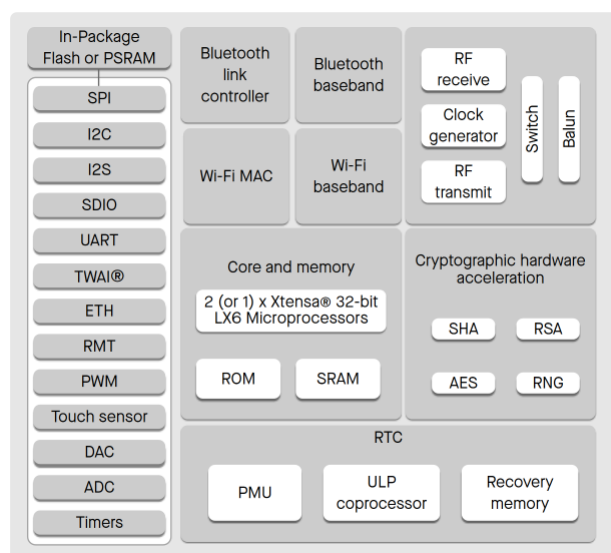 In-Package
Flash or PSRAM
SPI
I2C
I2S
SDIO
UART
TWAI®
ETH
RMT
PWM
Touch sensor
DAC
ADC
Timers
Bluetooth
link
controller
Bluetooth
baseband
Wi-Fi MAC
Wi-Fi
baseband
RF
receive
Clock
generator
RF
transmit
Switch
Balun
Core and memory
2 (or 1) x Xtensa® 32-bit
LX6 Microprocessors
ROM
SRAM
Cryptographic hardware
acceleration
SHA
RSA
AES
RNG
RTC
PMU
ULP
coprocessor
Recovery
memory